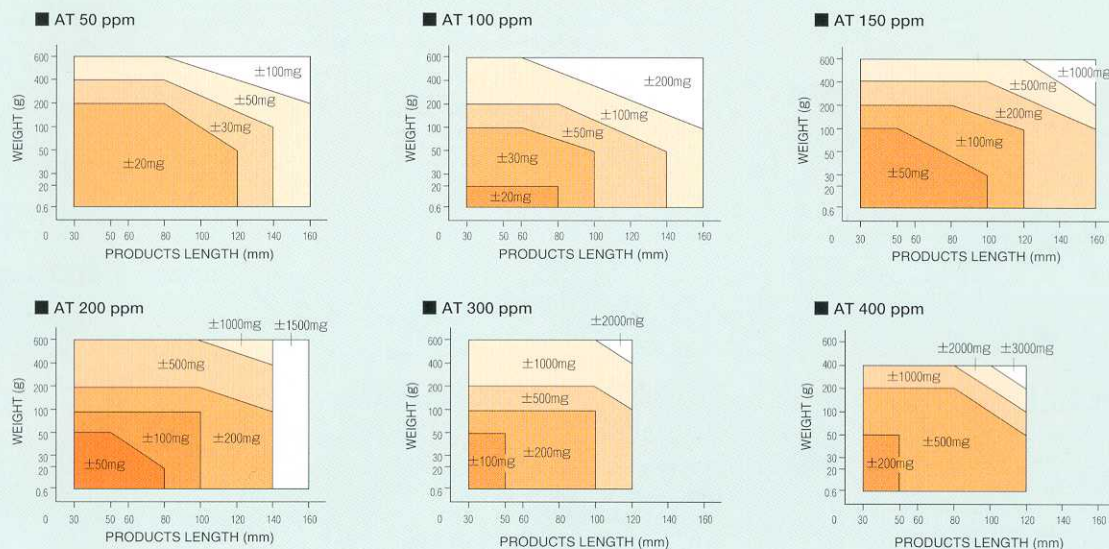 ■ AT 50 ppm
WEIGHT (g)
600
400
200
100
50
30
20
0.6
0 30 50 60 80 100 120 140 160
PRODUCTS LENGTH (mm)
±100mg
±50mg
±30mg
±20mg
■ AT 100 ppm
WEIGHT (g)
600
400
200
100
50
30
20
0.6
0 30 50 60 80 100 120 140 160
PRODUCTS LENGTH (mm)
±200mg
±100mg
±50mg
±30mg
±20mg
■ AT 150 ppm
WEIGHT (g)
600
400
200
100
50
30
20
0.6
0 30 50 60 80 100 120 140 160
PRODUCTS LENGTH (mm)
±1000mg
±500mg
±200mg
±100mg
±50mg
■ AT 200 ppm
±1000mg ±1500mg
WEIGHT (g)
600
400
200
100
50
30
20
0.6
0 30 50 60 80 100 120 140 160
PRODUCTS LENGTH (mm)
±500mg
±100mg ±200mg
±50mg
■ AT 300 ppm
±2000mg
WEIGHT (g)
600
400
200
100
50
30
20
0.6
0 30 50 60 80 100 120 140 160
PRODUCTS LENGTH (mm)
±1000mg
±500mg
±200mg
±100mg
■ AT 400 ppm
±2000mg ±3000mg
WEIGHT (g)
600
400
200
100
50
30
20
0.6
0 30 50 60 80 100 120 140 160
PRODUCTS LENGTH (mm)
±1000mg
±500mg
±200mg